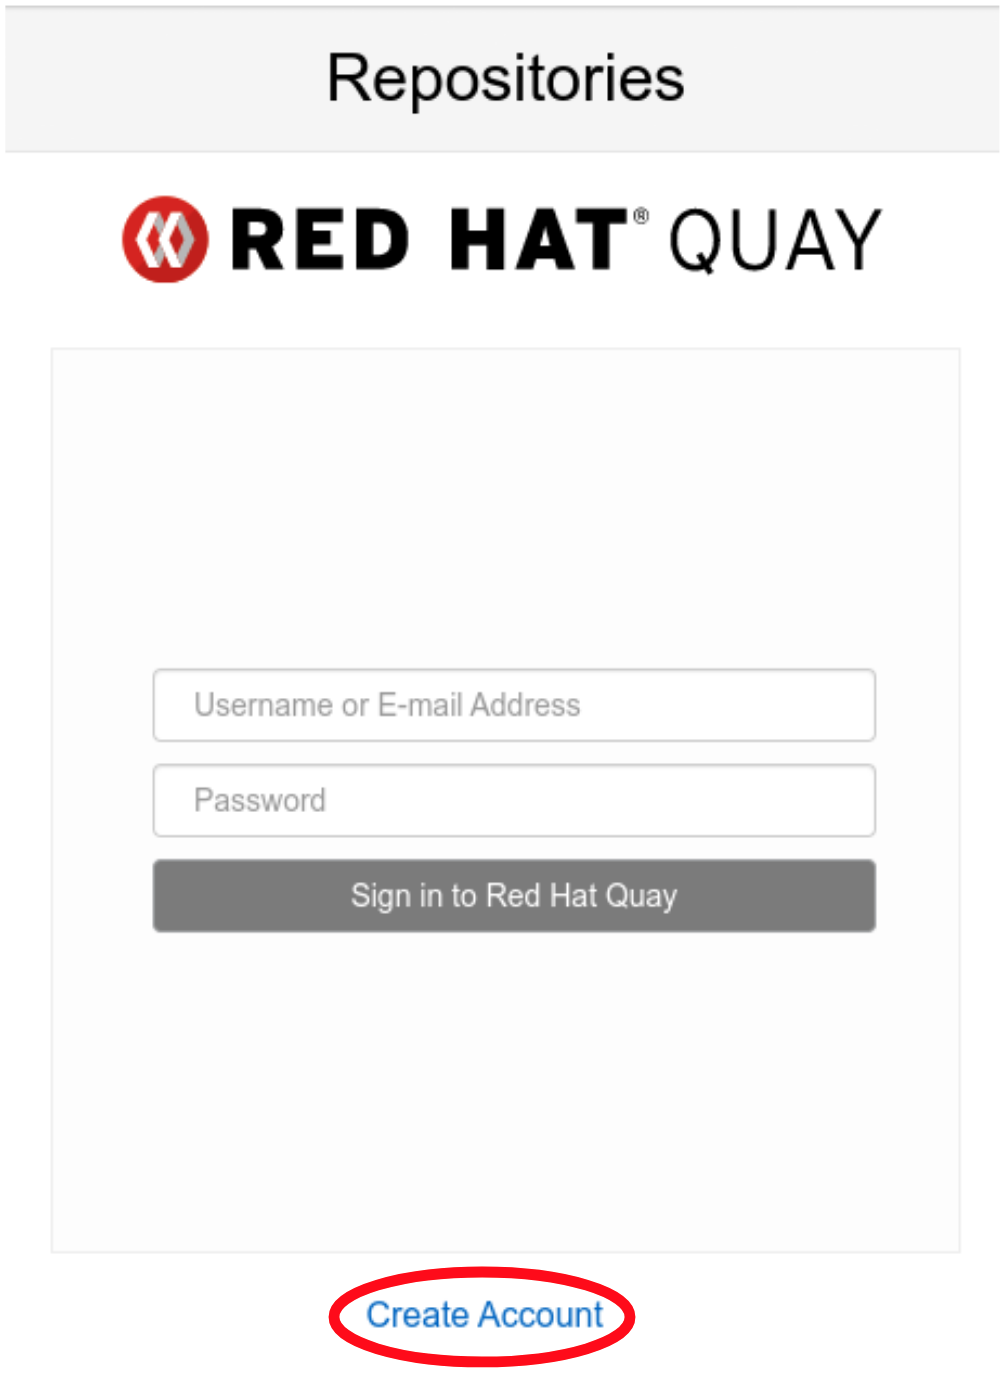 Repositories
RED HAT® QUAY
Username or E-mail Address
Password
Sign in to Red Hat Quay
Create Account